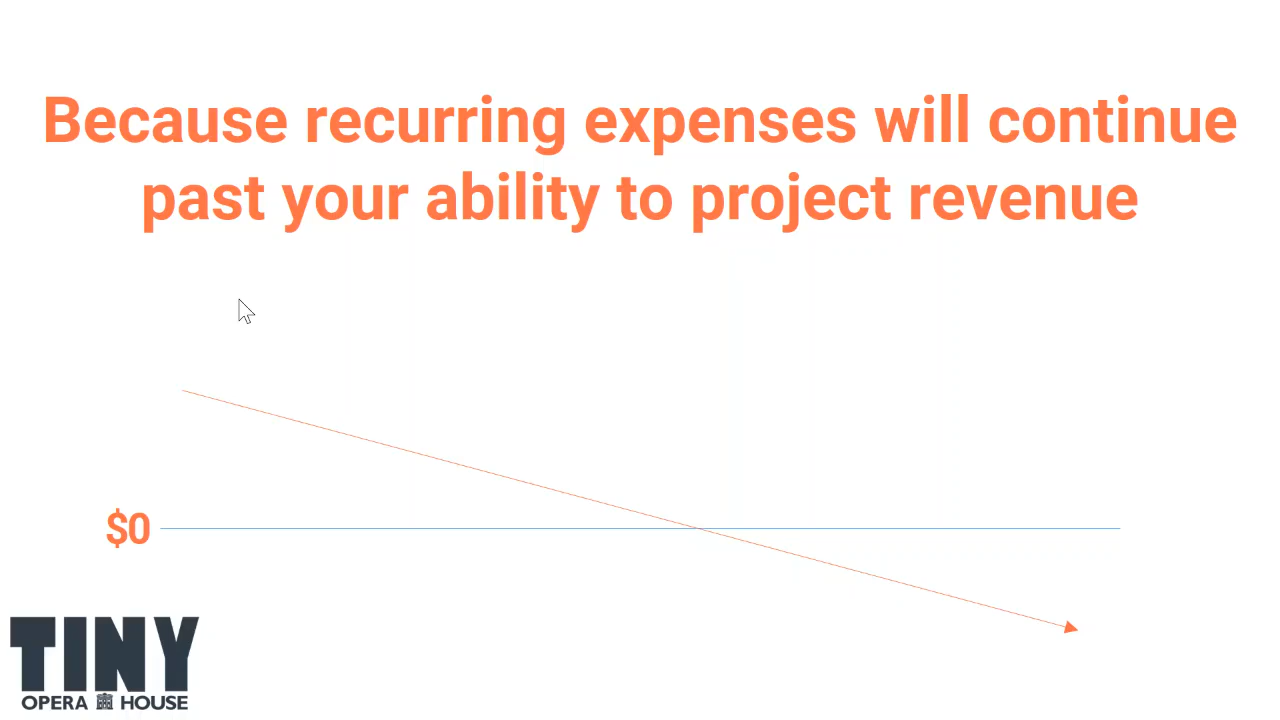 Because recurring expenses will continue
past your ability to project revenue
$0
TINY
OPERA HOUSE